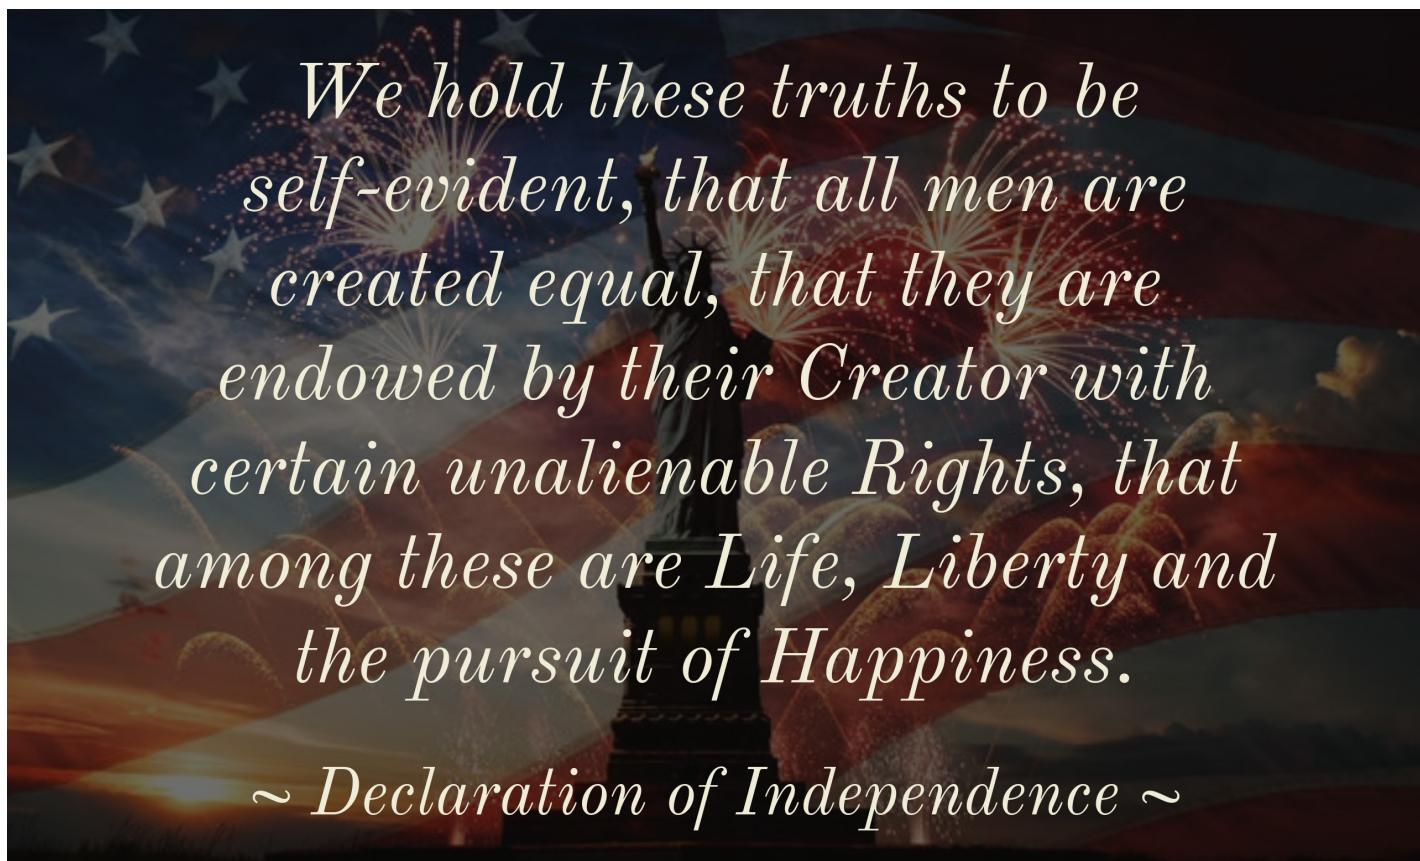 We hold these truths to be
self-evident, that all men are
created equal, that they are
endowed by their Creator with
certain unalienable Rights, that
among these are Life, Liberty and
the pursuit of Happiness.
~ Declaration of Independence ~